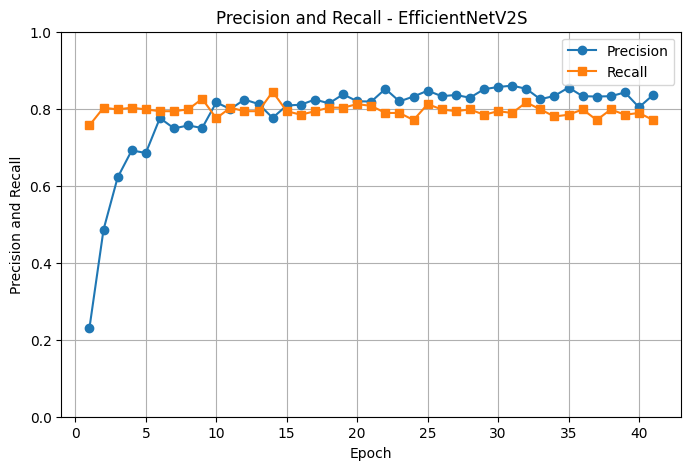 Precision and Recall - EfficientNetV2S
Precision
Recall
Precision and Recall
1.0
0.8
0.6
0.4
0.2
0.0
0 5 10 15 20 25 30 35 40
Epoch